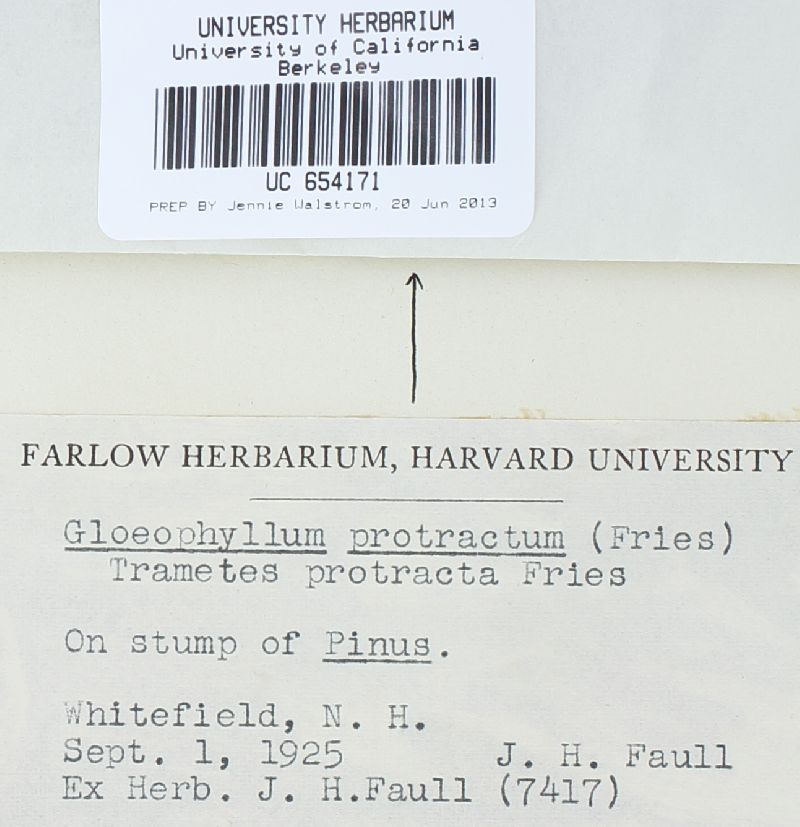 UNIVERSITY HERBARIUM
University of California
Berkeley
UC 654171
PREP BY Jennie Walstrom, 20 Jun 2013
FARLOW HERBARIUM, HARVARD UNIVERSITY
Gloeophyllum protractum (Fries)
Trametes protracta Fries
On stump of Pinus.
Whitefield, N. H.
Sept. 1, 1925 J. H. Faull
Ex Herb. J. H.Faull (7417)